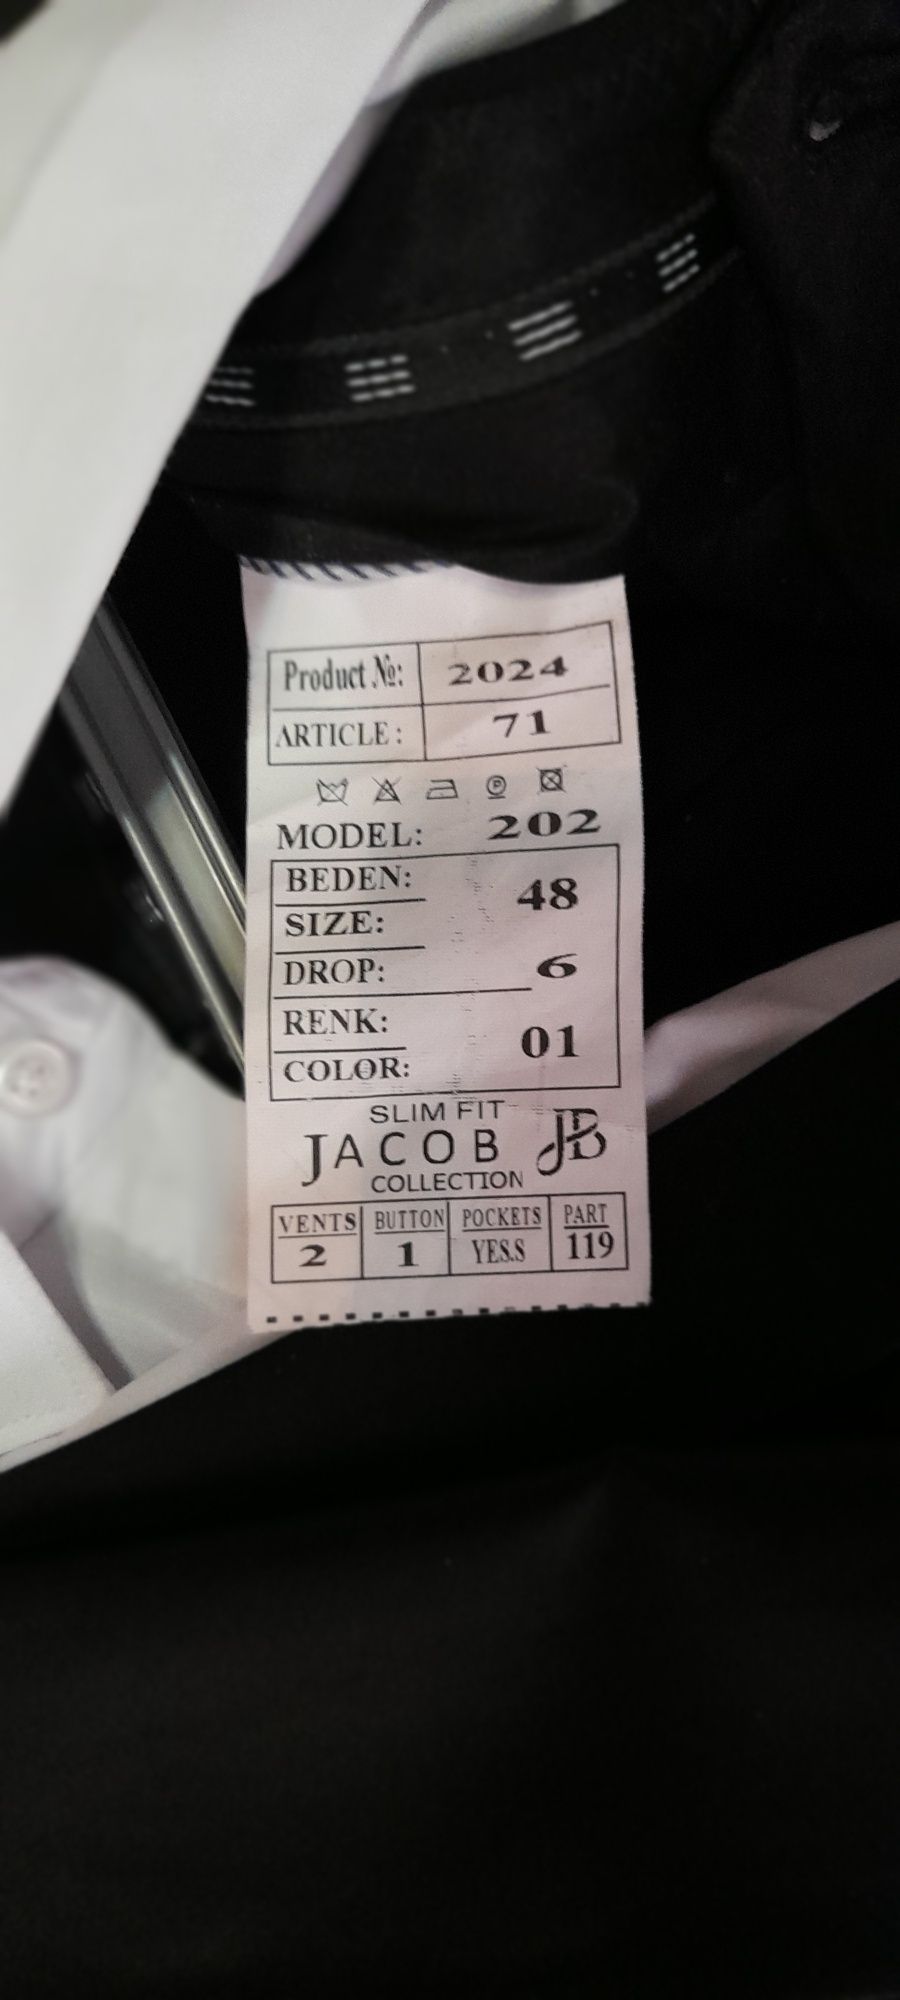 Product №: 2024
ARTICLE: 71
MODEL: 202
BEDEN:
SIZE: 48
DROP: 6
RENK:
COLOR: 01
SLIM FIT
JACOB JB
COLLECTION
VENTS BUTTON POCKETS PART
2 1 YES.S 119